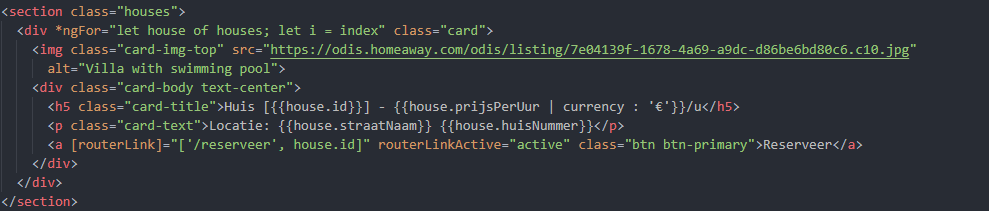 <section class="houses">
<div *ngFor="let house of houses; let i = index" class="card">
<img class="card-img-top" src="https://odis.homeaway.com/odis/listing/7e04139f-1678-4a69-a9dc-d86be6bd80c6.c10.jpg"
alt="Villa with swimming pool">
<div class="card-body text-center">
<h5 class="card-title">Huis [{{house.id}}] - {{house.prijsPerUur | currency : '€'}}/u</h5>
<p class="card-text">Locatie: {{house.straatNaam}} {{house.huisNummer}}</p>
<a [routerLink]="['/reserveer', house.id]" routerLinkActive="active" class="btn btn-primary">Reserveer</a>
</div>
</div>
</section>